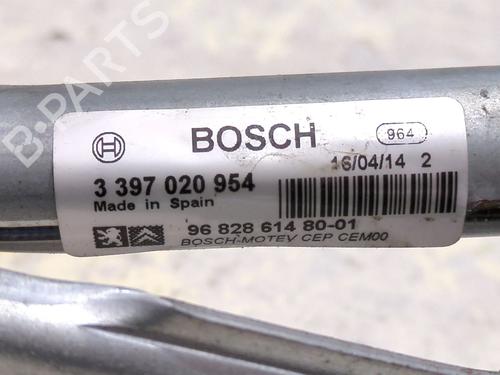 B-PARTS
BOSCH
964
16/04/14 2
3 397 020 954
Made in Spain
96 828 614 80-01
BOSCH-MOTEV CEP CEM00